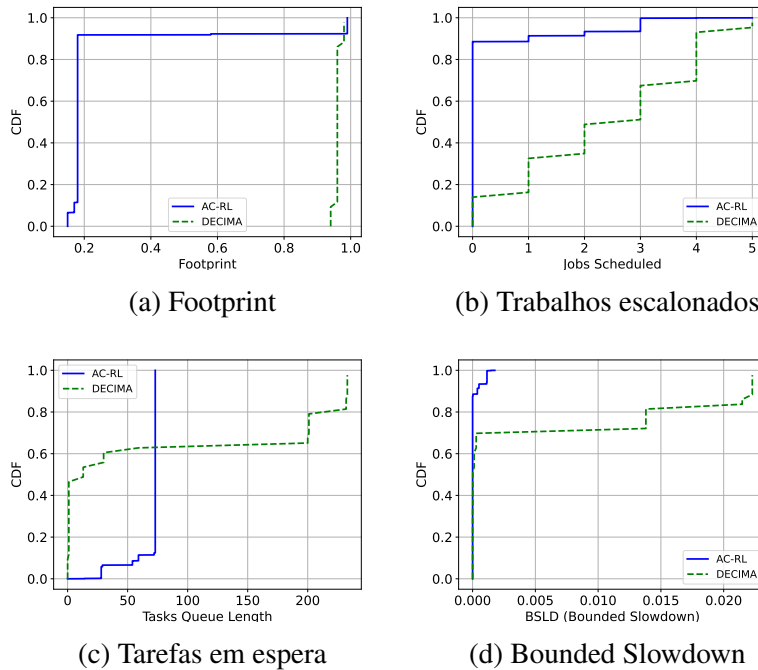 1.0
0.8
0.6
0.4
0.2
0.0
CDF
AC-RL
DECIMA
0.2 0.4 0.6 0.8 1.0
Footprint
(a) Footprint
1.0
0.8
0.6
0.4
0.2
0.0
CDF
AC-RL
DECIMA
0 1 2 3 4 5
Jobs Scheduled
(b) Trabalhos escalonados
1.0
0.8
0.6
0.4
0.2
0.0
CDF
AC-RL
DECIMA
0 50 100 150 200
Tasks Queue Length
(c) Tarefas em espera
1.0
0.8
0.6
0.4
0.2
0.0
CDF
AC-RL
DECIMA
0.000 0.005 0.010 0.015 0.020
BSLD (Bounded Slowdown)
(d) Bounded Slowdown